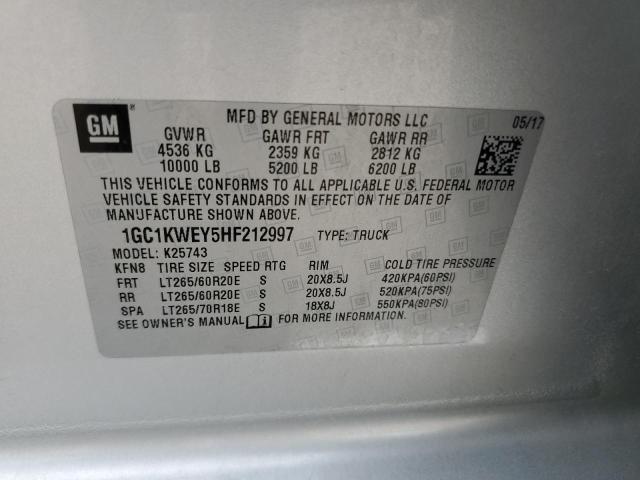 GM
MFD BY GENERAL MOTORS LLC 05/17
GVWR GAWR FRT GAWR RR
4536 KG 2359 KG 2812 KG
10000 LB 5200 LB 6200 LB
THIS VEHICLE CONFORMS TO ALL APPLICABLE U.S. FEDERAL MOTOR
VEHICLE SAFETY STANDARDS IN EFFECT ON THE DATE OF
MANUFACTURE SHOWN ABOVE.
1GC1KWEY5HF212997 TYPE: TRUCK
MODEL: K25743
KFN8 TIRE SIZE SPEED RTG RIM COLD TIRE PRESSURE
FRT LT265/60R20E S 20X8.5J 420KPA(60PSI)
RR LT265/60R20E S 20X8.5J 520KPA(75PSI)
SPA LT265/70R18E S 18X8J 550KPA(80PSI)
SEE OWNER'S MANUAL FOR MORE INFORMATION.